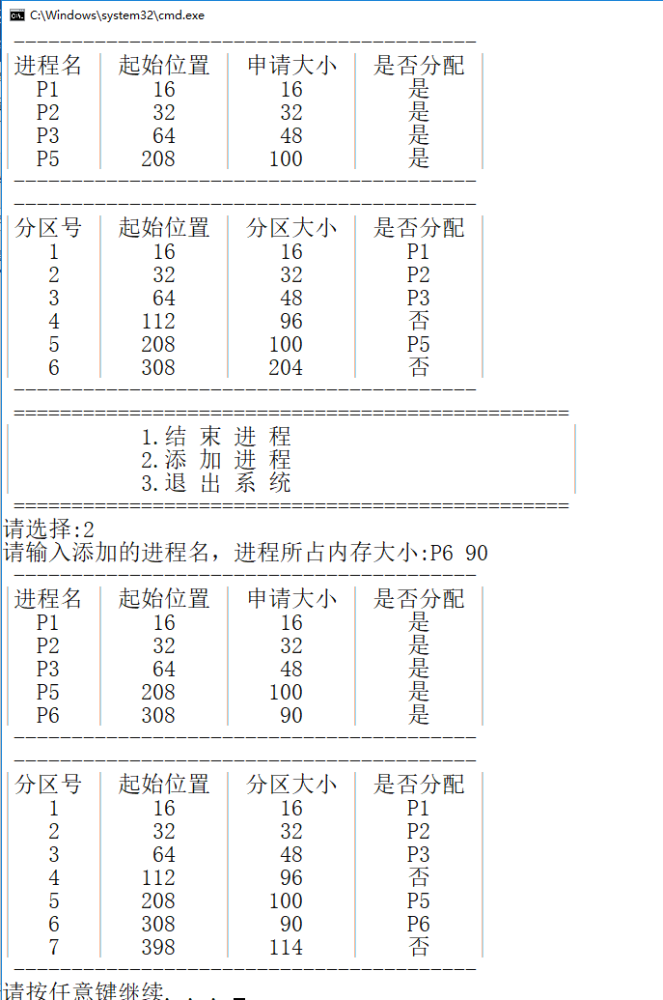 C:\Windows\system32\cmd.exe
----------------------------------------
进程名 起始位置 申请大小 是否分配
P1 16 16 是
P2 32 32 是
P3 64 48 是
P5 208 100 是
----------------------------------------
----------------------------------------
分区号 起始位置 分区大小 是否分配
1 16 16 P1
2 32 32 P2
3 64 48 P3
4 112 96 否
5 208 100 P5
6 308 204 否
----------------------------------------
================================================
1.结 束 进 程
2.添 加 进 程
3.退 出 系 统
================================================
请选择:2
请输入添加的进程名，进程所占内存大小:P6 90
----------------------------------------
进程名 起始位置 申请大小 是否分配
P1 16 16 是
P2 32 32 是
P3 64 48 是
P5 208 100 是
P6 308 90 是
----------------------------------------
----------------------------------------
分区号 起始位置 分区大小 是否分配
1 16 16 P1
2 32 32 P2
3 64 48 P3
4 112 96 否
5 208 100 P5
6 308 90 P6
7 398 114 否
----------------------------------------
请按任意键继续. . .